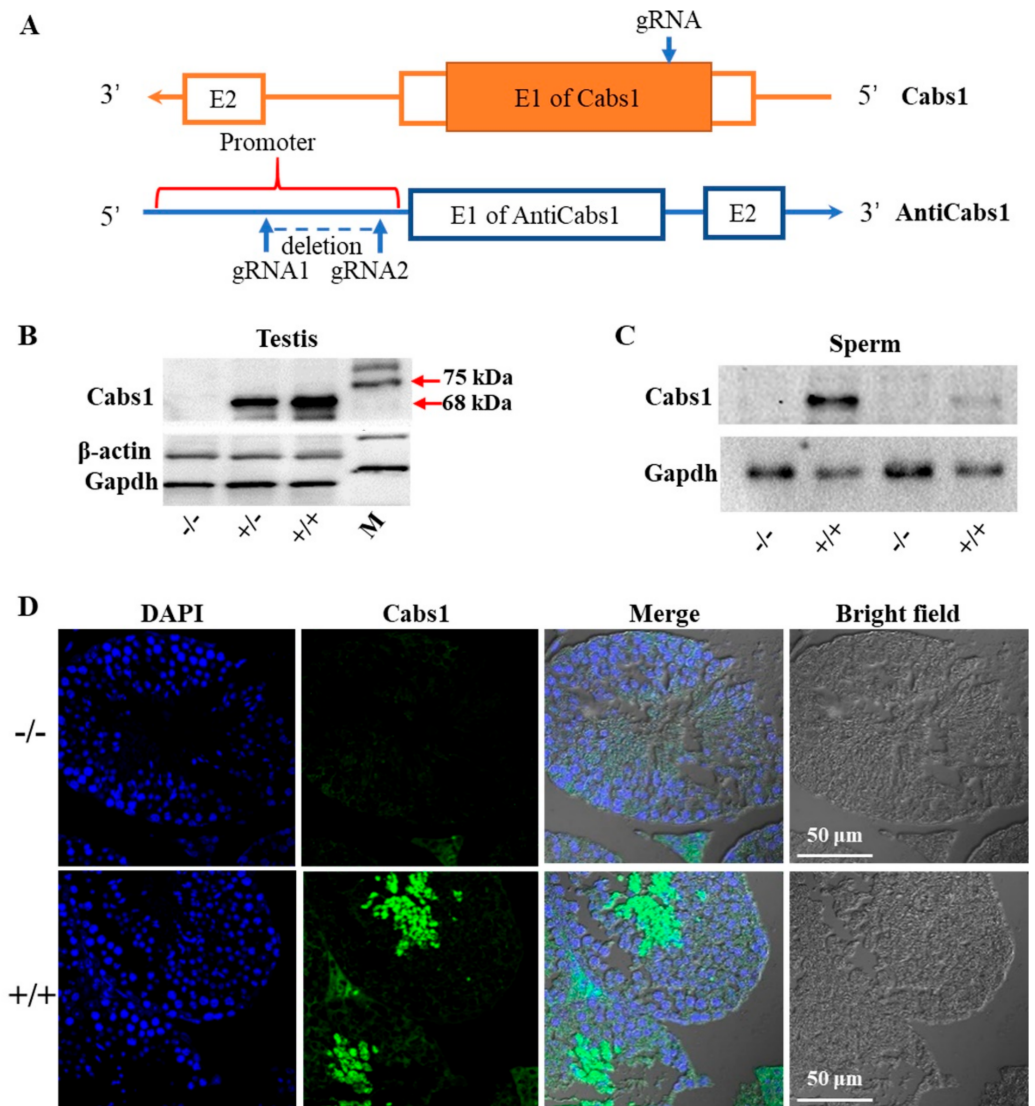 A
gRNA
3’ E2 E1 of Cabs1 5’ Cabs1
Promoter
5’ E1 of AntiCabs1 E2 3’ AntiCabs1
deletion
gRNA1 gRNA2
B
Testis
Cabs1
75 kDa
68 kDa
β-actin
Gapdh
-/- +/- +/+ M
C
Sperm
Cabs1
Gapdh
-/- +/+ -/- +/+
D
DAPI Cabs1 Merge Bright field
-/-
50 μm
+/+
50 μm